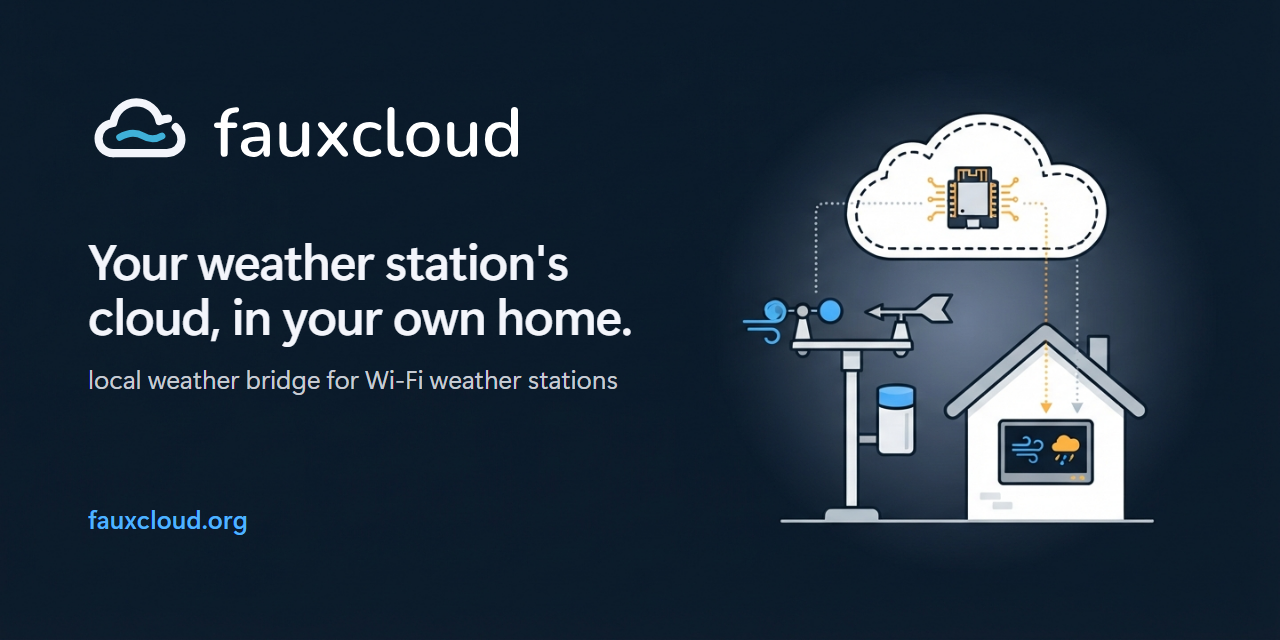 fauxcloud
Your weather station's
cloud, in your own home.
local weather bridge for Wi-Fi weather stations
fauxcloud.org